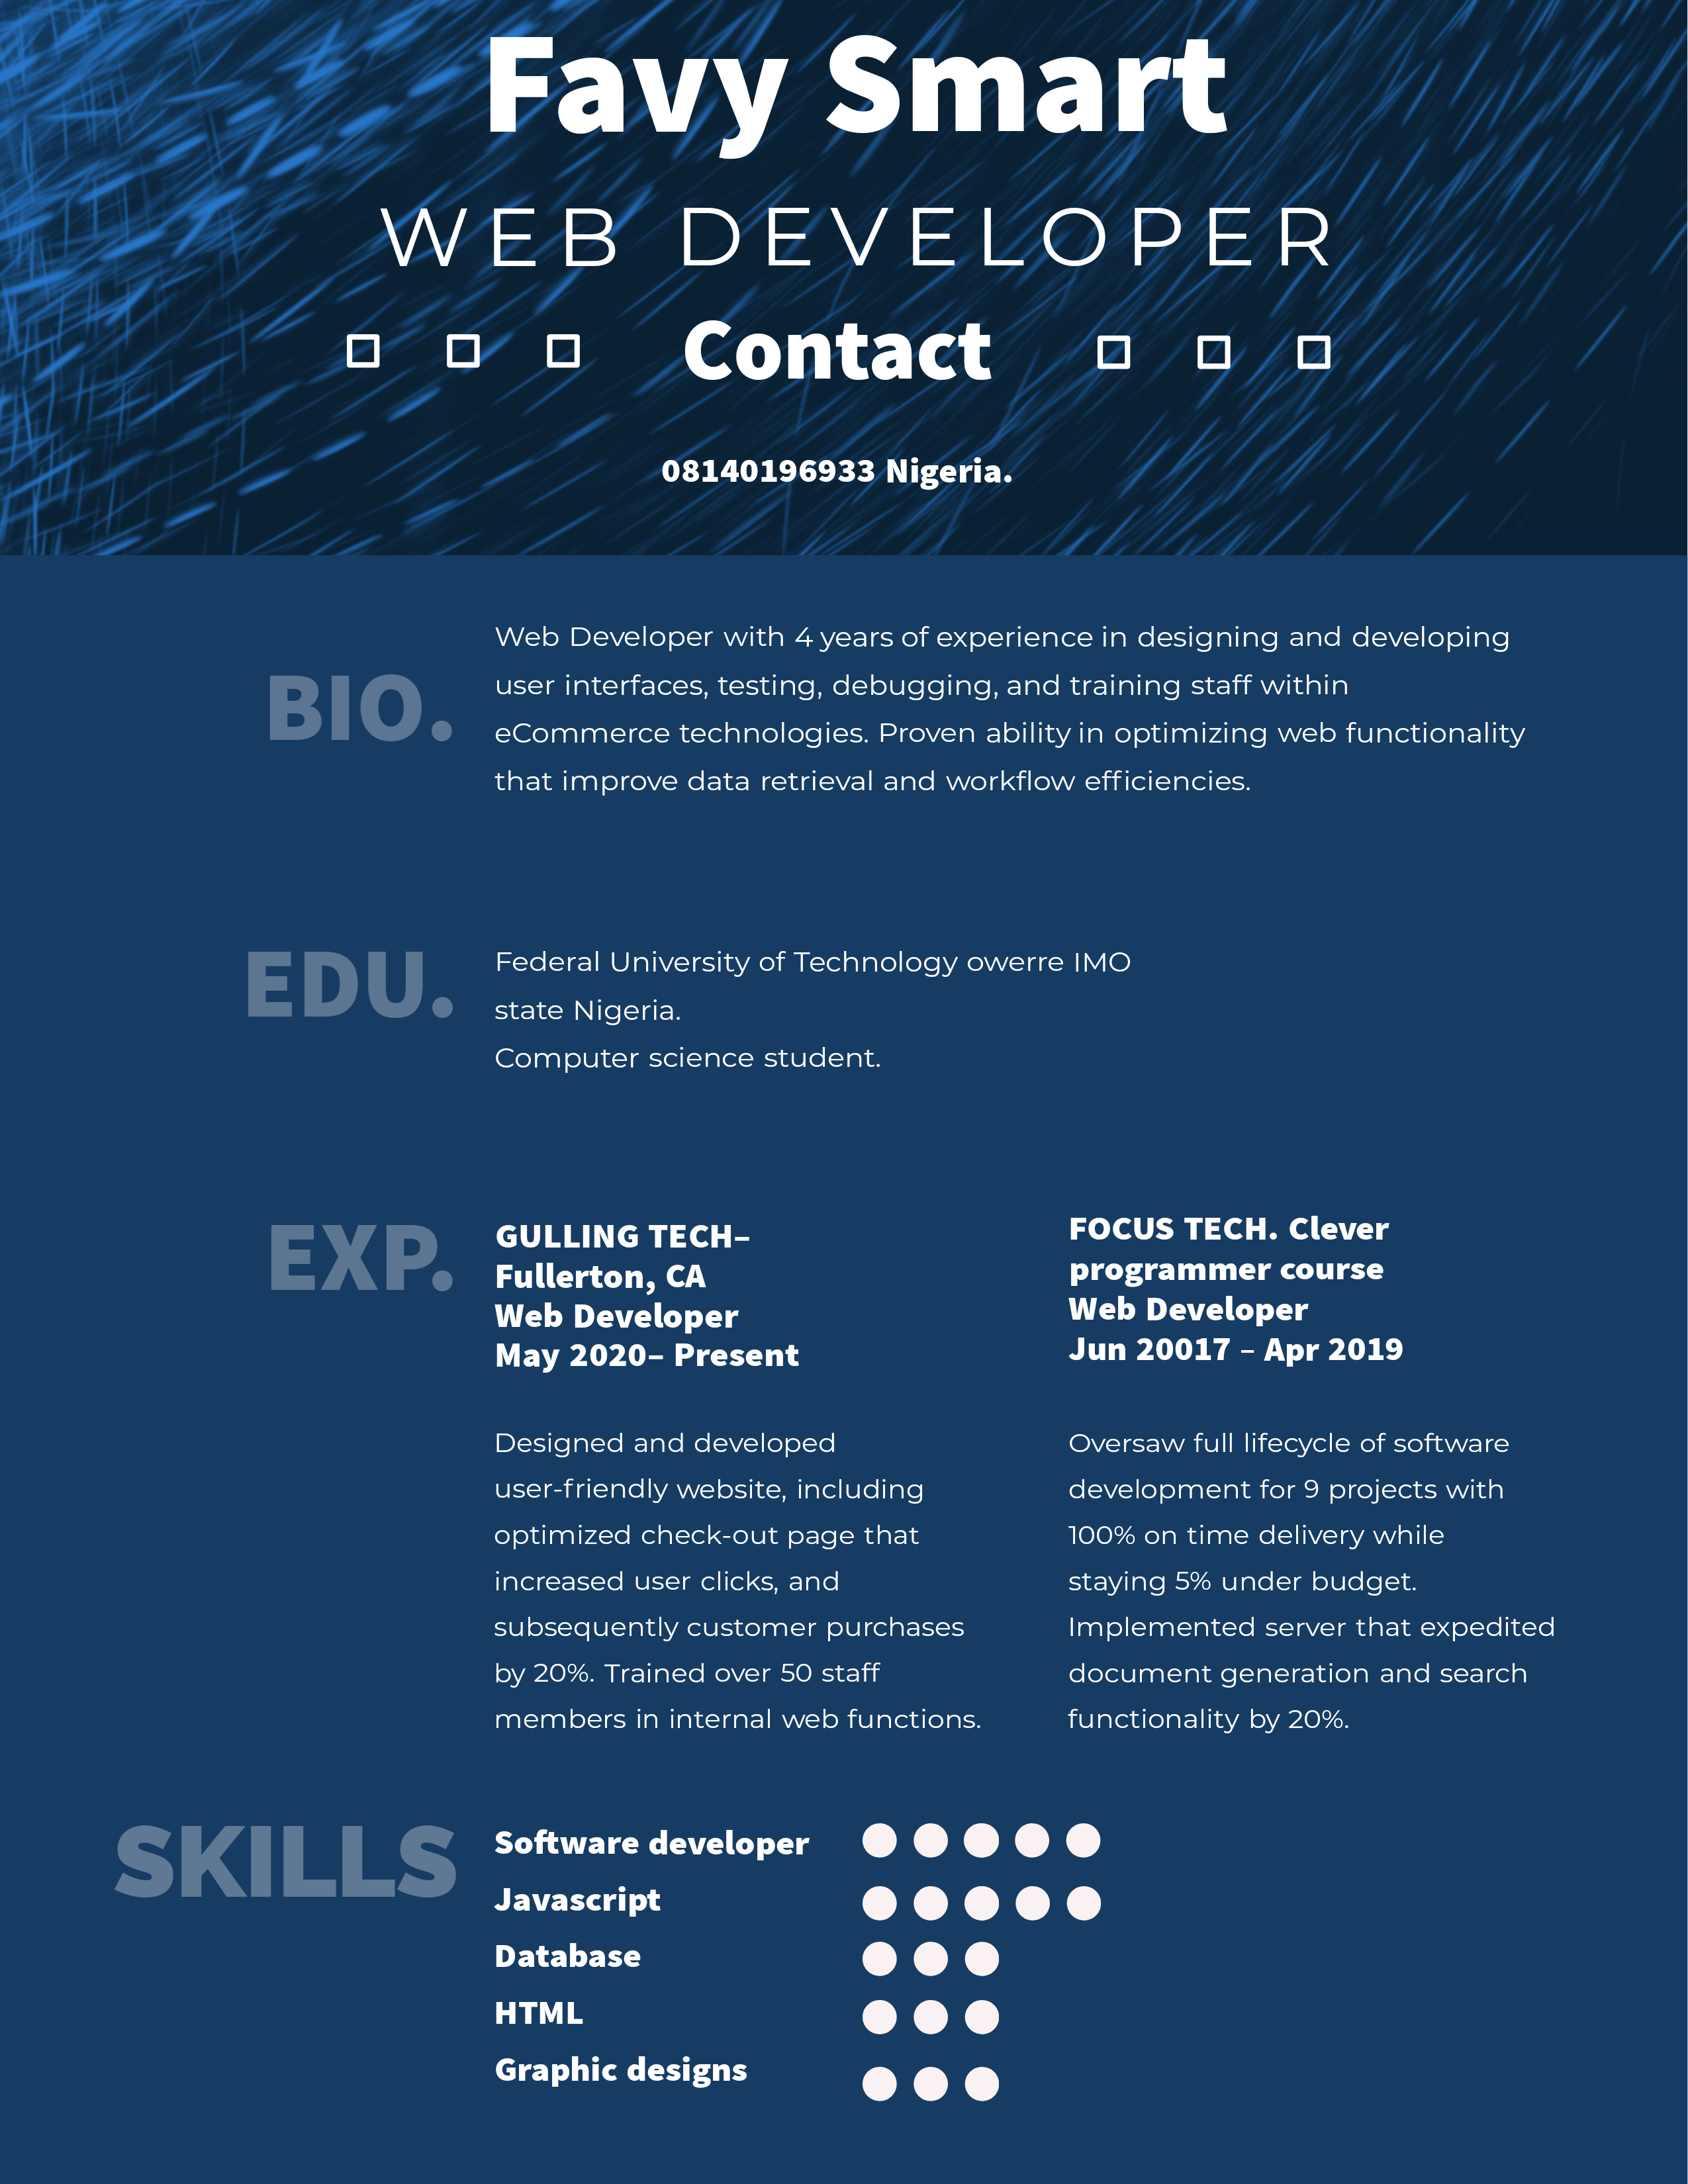 Favy Smart
WEB DEVELOPER
Contact
08140196933 Nigeria.
BIO.
Web Developer with 4 years of experience in designing and developing
user interfaces, testing, debugging, and training staff within
eCommerce technologies. Proven ability in optimizing web functionality
that improve data retrieval and workflow efficiencies.
EDU.
Federal University of Technology owerre IMO
state Nigeria.
Computer science student.
EXP.
GULLING TECH–
Fullerton, CA
Web Developer
May 2020– Present
Designed and developed
user-friendly website, including
optimized check-out page that
increased user clicks, and
subsequently customer purchases
by 20%. Trained over 50 staff
members in internal web functions.
FOCUS TECH. Clever
programmer course
Web Developer
Jun 20017 – Apr 2019
Oversaw full lifecycle of software
development for 9 projects with
100% on time delivery while
staying 5% under budget.
Implemented server that expedited
document generation and search
functionality by 20%.
SKILLS
Software developer
Javascript
Database
HTML
Graphic designs